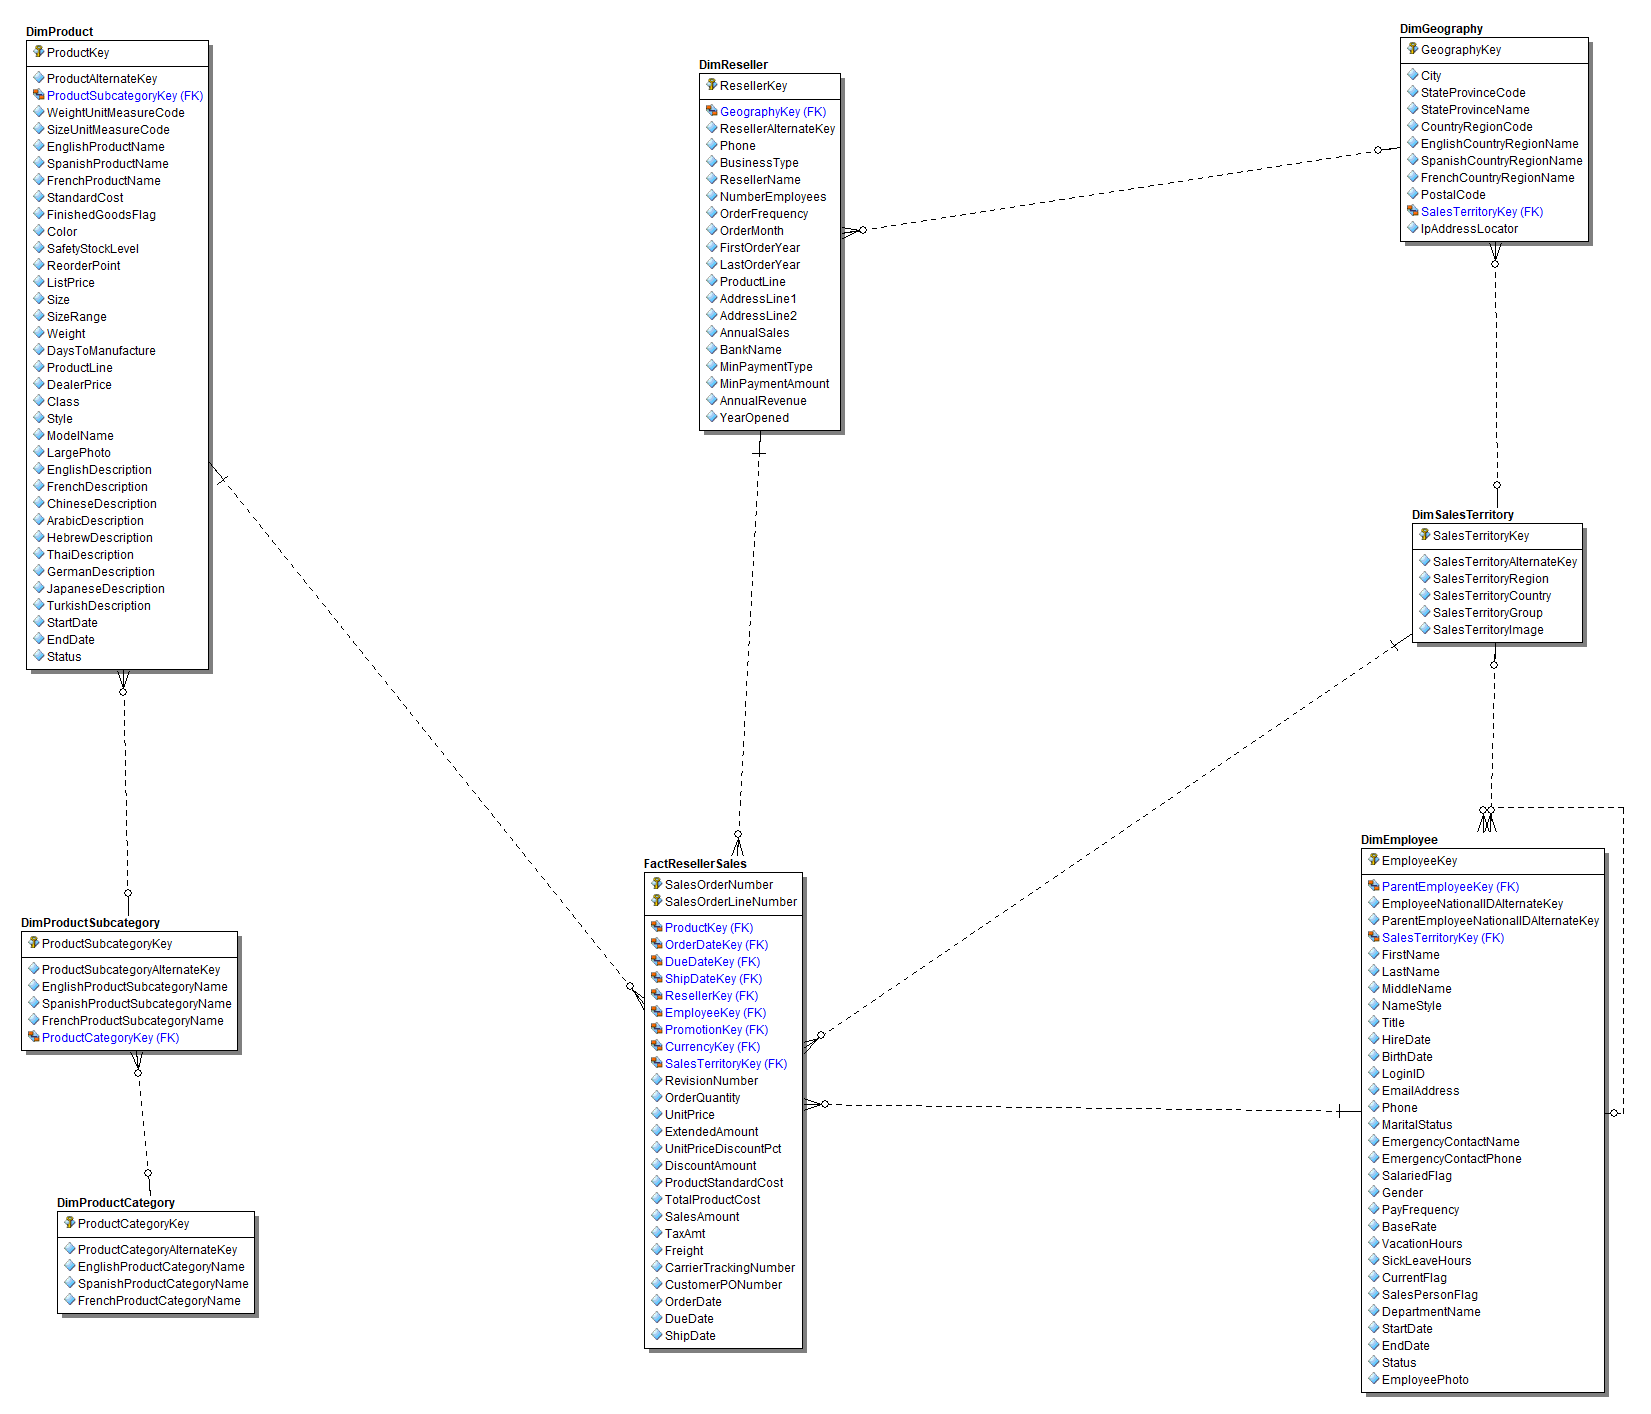 DimProduct
ProductKey
ProductAlternateKey
ProductSubcategoryKey (FK)
WeightUnitMeasureCode
SizeUnitMeasureCode
EnglishProductName
SpanishProductName
FrenchProductName
StandardCost
FinishedGoodsFlag
Color
SafetyStockLevel
ReorderPoint
ListPrice
Size
SizeRange
Weight
DaysToManufacture
ProductLine
DealerPrice
Class
Style
ModelName
LargePhoto
EnglishDescription
FrenchDescription
ChineseDescription
ArabicDescription
HebrewDescription
ThaiDescription
GermanDescription
JapaneseDescription
TurkishDescription
StartDate
EndDate
Status
DimProductSubcategory
ProductSubcategoryKey
ProductSubcategoryAlternateKey
EnglishProductSubcategoryName
SpanishProductSubcategoryName
FrenchProductSubcategoryName
ProductCategoryKey (FK)
DimProductCategory
ProductCategoryKey
ProductCategoryAlternateKey
EnglishProductCategoryName
SpanishProductCategoryName
FrenchProductCategoryName
DimReseller
ResellerKey
GeographyKey (FK)
ResellerAlternateKey
Phone
BusinessType
ResellerName
NumberEmployees
OrderFrequency
OrderMonth
FirstOrderYear
LastOrderYear
ProductLine
AddressLine1
AddressLine2
AnnualSales
BankName
MinPaymentType
MinPaymentAmount
AnnualRevenue
YearOpened
FactResellerSales
SalesOrderNumber
SalesOrderLineNumber
ProductKey (FK)
OrderDateKey (FK)
DueDateKey (FK)
ShipDateKey (FK)
ResellerKey (FK)
EmployeeKey (FK)
PromotionKey (FK)
CurrencyKey (FK)
SalesTerritoryKey (FK)
RevisionNumber
OrderQuantity
UnitPrice
ExtendedAmount
UnitPriceDiscountPct
DiscountAmount
ProductStandardCost
TotalProductCost
SalesAmount
TaxAmt
Freight
CarrierTrackingNumber
CustomerPONumber
OrderDate
DueDate
ShipDate
DimGeography
GeographyKey
City
StateProvinceCode
StateProvinceName
CountryRegionCode
EnglishCountryRegionName
SpanishCountryRegionName
FrenchCountryRegionName
PostalCode
SalesTerritoryKey (FK)
IpAddressLocator
DimSalesTerritory
SalesTerritoryKey
SalesTerritoryAlternateKey
SalesTerritoryRegion
SalesTerritoryCountry
SalesTerritoryGroup
SalesTerritoryImage
DimEmployee
EmployeeKey
ParentEmployeeKey (FK)
EmployeeNationalIDAlternateKey
ParentEmployeeNationalIDAlternateKey
SalesTerritoryKey (FK)
FirstName
LastName
MiddleName
NameStyle
Title
HireDate
BirthDate
LoginID
EmailAddress
Phone
MaritalStatus
EmergencyContactName
EmergencyContactPhone
SalariedFlag
Gender
PayFrequency
BaseRate
VacationHours
SickLeaveHours
CurrentFlag
SalesPersonFlag
DepartmentName
StartDate
EndDate
Status
EmployeePhoto